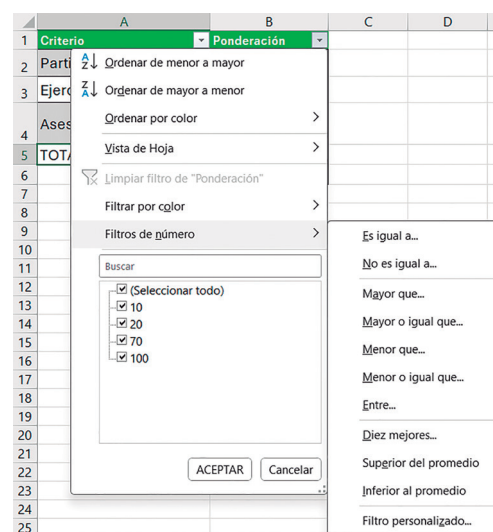 A B C D
1 Criterio Ponderación
2 Parti
3 Ejerc
4 Ases
5 TOTA
6
7
8
9
10
11
12
13
14
15
16
17
18
19
20
21
22
23
24
25
Ordenar de menor a mayor
Ordenar de mayor a menor
Ordenar por color
Vista de Hoja
Limpiar filtro de "Ponderación"
Filtrar por color
Filtros de número
Buscar
(Seleccionar todo)
10
20
70
100
ACEPTAR Cancelar
Es igual a...
No es igual a...
Mayor que...
Mayor o igual que...
Menor que...
Menor o igual que...
Entre...
Diez mejores...
Superior del promedio
Inferior al promedio
Filtro personalizado...